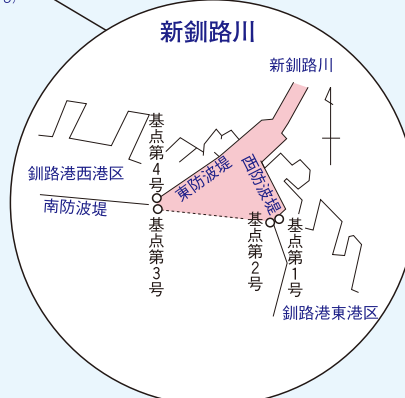 新釧路川
新釧路川
基点第4号
釧路港西港区
東防波堤
西防波堤
南防波堤
基点第3号
基点第2号
基点第1号
釧路港東港区